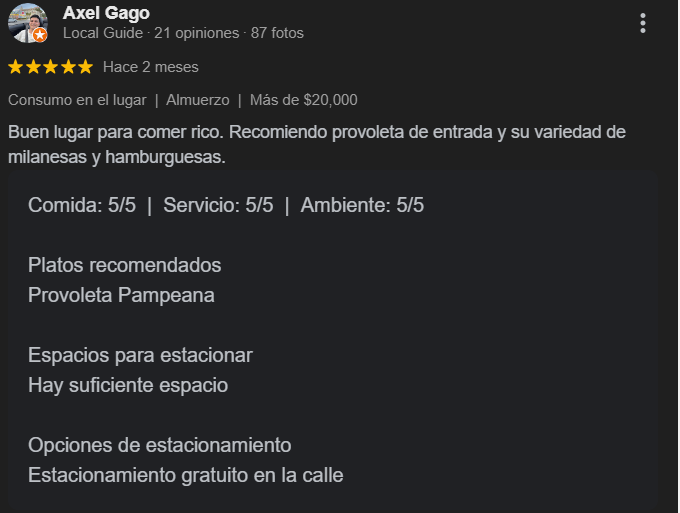 Axel Gago
Local Guide · 21 opiniones · 87 fotos
Hace 2 meses
Consumo en el lugar | Almuerzo | Más de $20,000
Buen lugar para comer rico. Recomiendo provoleta de entrada y su variedad de
milanesas y hamburguesas.
Comida: 5/5 | Servicio: 5/5 | Ambiente: 5/5
Platos recomendados
Provoleta Pampeana
Espacios para estacionar
Hay suficiente espacio
Opciones de estacionamiento
Estacionamiento gratuito en la calle